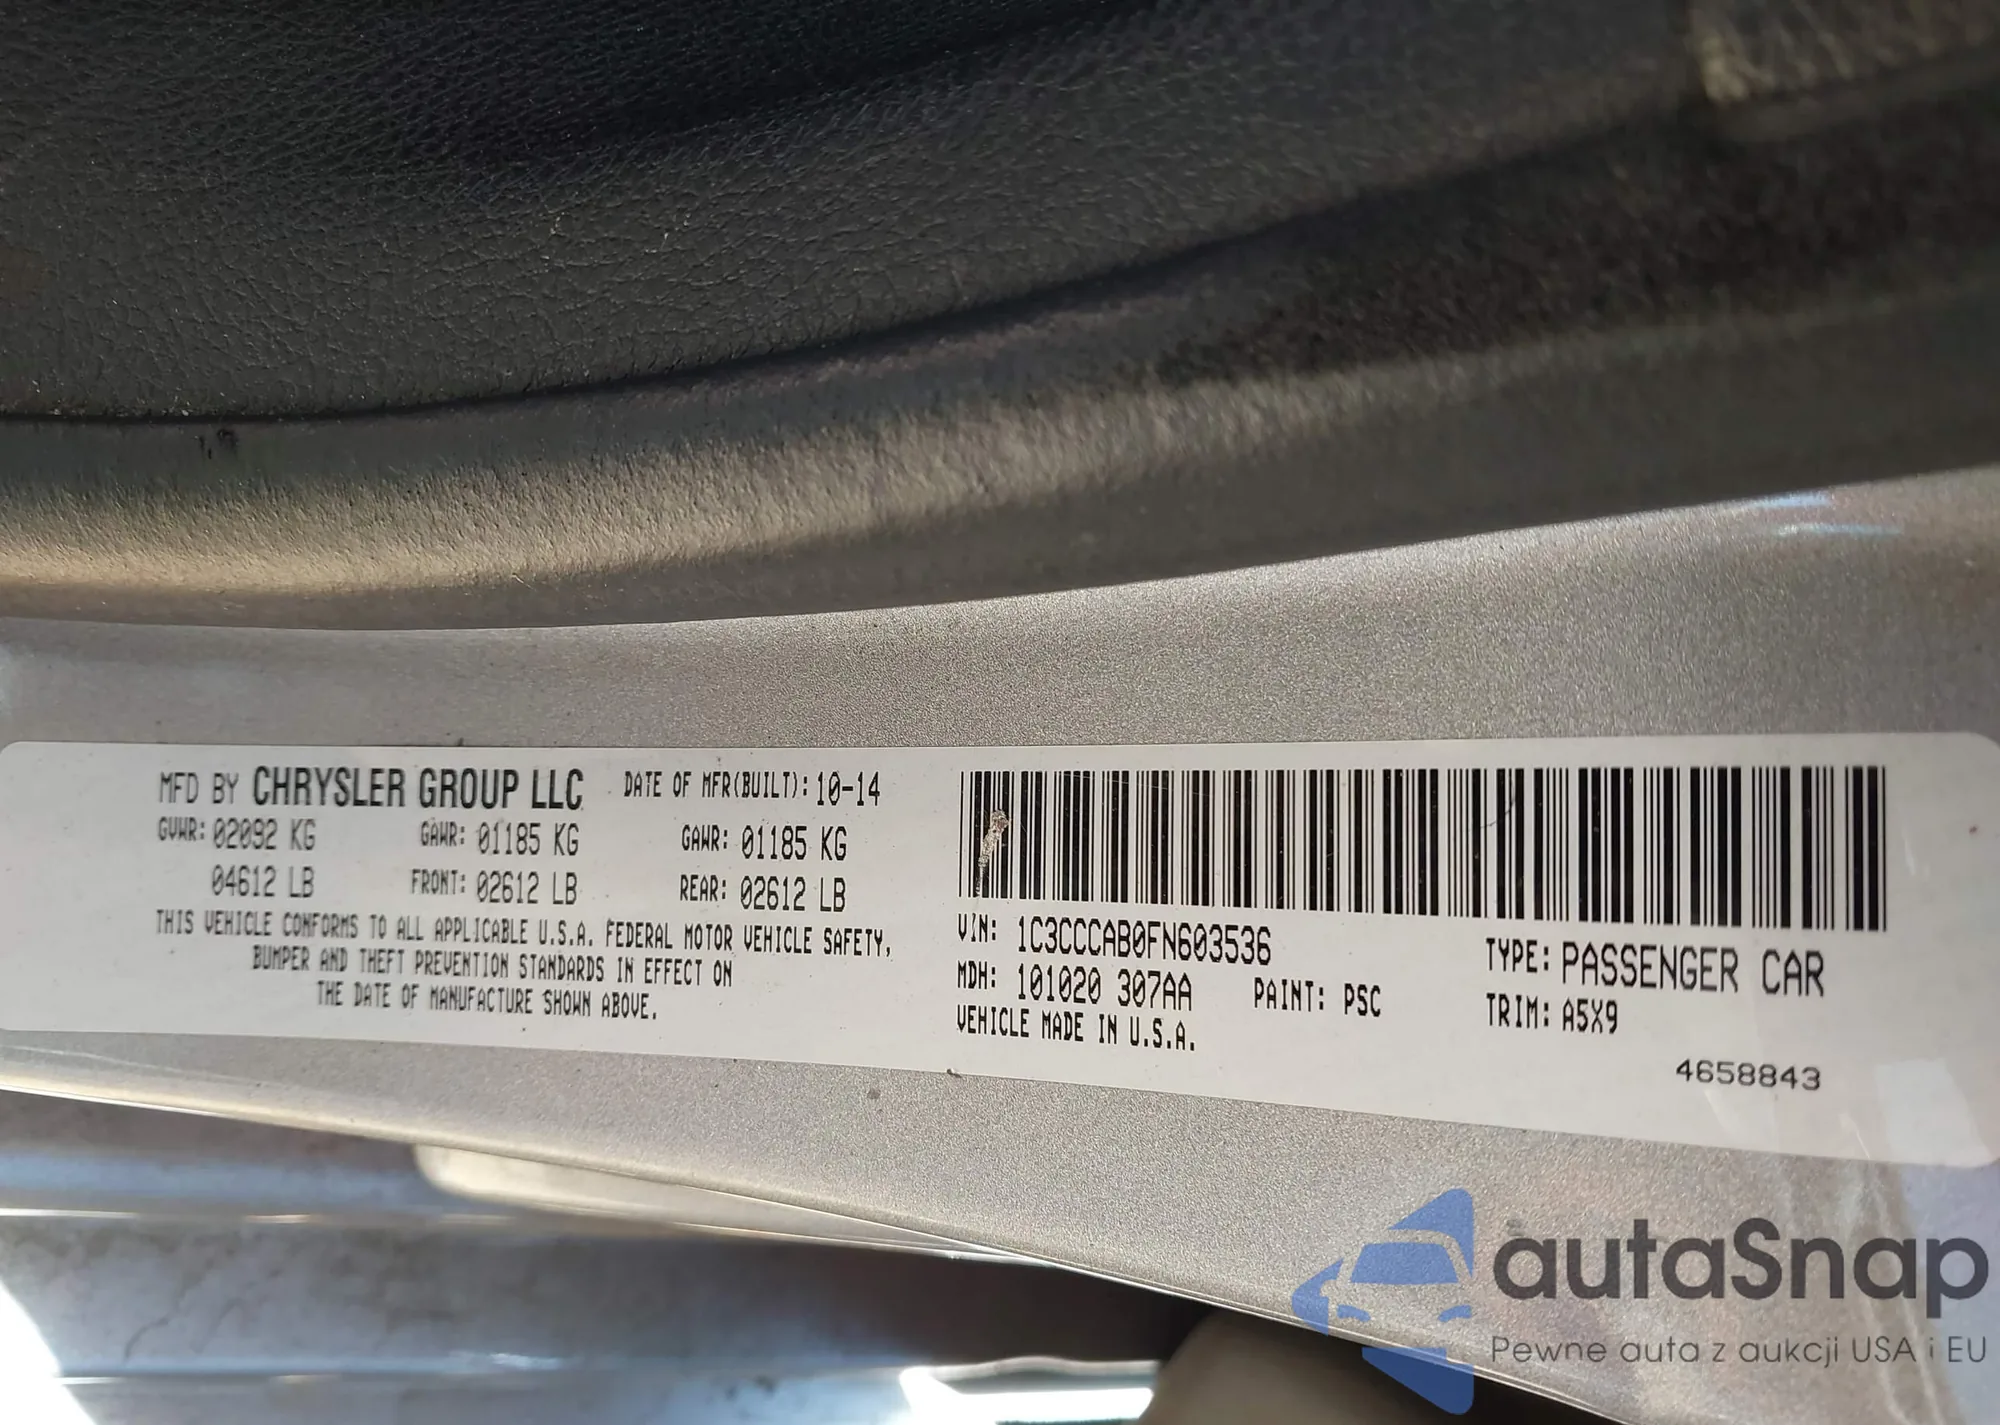 MFD BY CHRYSLER GROUP LLC DATE OF MFR(BUILT): 10-14
GVWR: 02092 KG GAWR: 01185 KG GAWR: 01185 KG
04612 LB FRONT: 02612 LB REAR: 02612 LB
THIS VEHICLE CONFORMS TO ALL APPLICABLE U.S.A. FEDERAL MOTOR VEHICLE SAFETY,
BUMPER AND THEFT PREVENTION STANDARDS IN EFFECT ON
THE DATE OF MANUFACTURE SHOWN ABOVE.
VIN: 1C3CCCAB0FN603536 TYPE: PASSENGER CAR
MDH: 101020 307AA PAINT: PSC TRIM: A5X9
VEHICLE MADE IN U.S.A.
4658843
autaSnap
Pewne auta z aukcji USA i EU